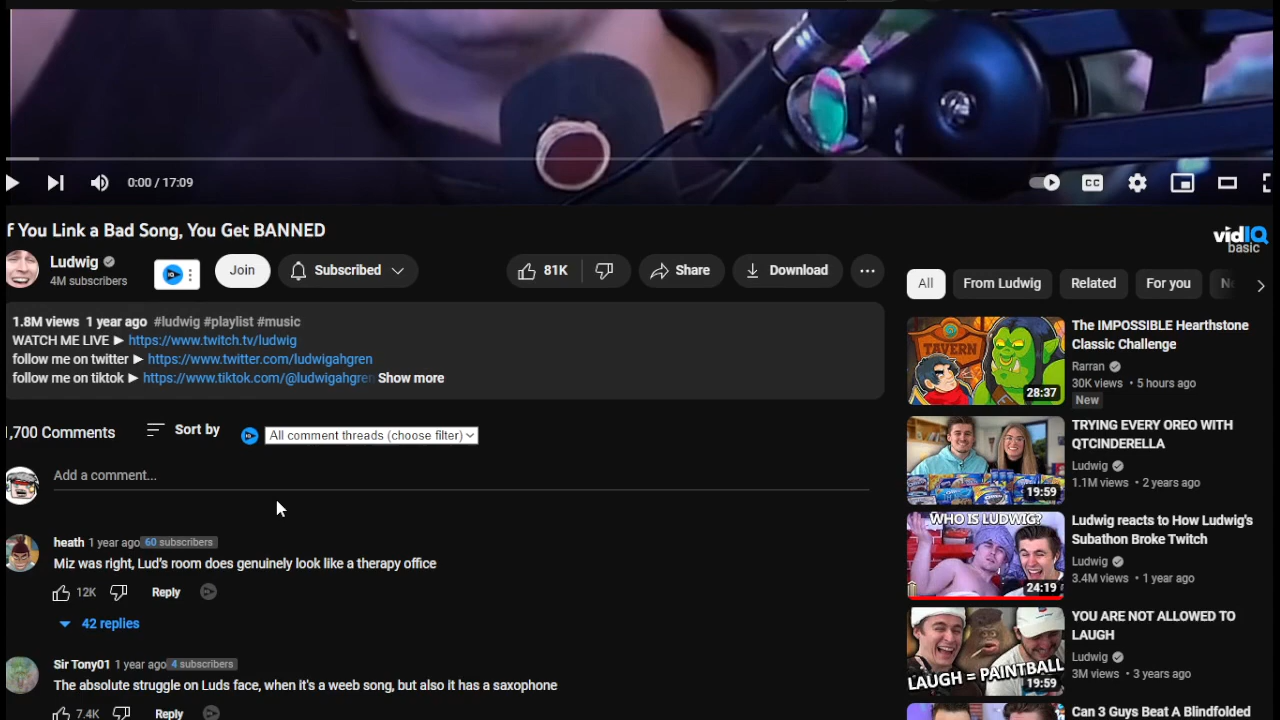 0:00 / 17:09
CC
f You Link a Bad Song, You Get BANNED
vidIQ
basic
Ludwig
4M subscribers
IQ
Join
Subscribed
81K
Share
Download
All
From Ludwig
Related
For you
1.8M views 1 year ago #ludwig #playlist #music
WATCH ME LIVE ► https://www.twitch.tv/ludwig
follow me on twitter ► https://www.twitter.com/ludwigahgren
follow me on tiktok ► https://www.tiktok.com/@ludwigahgren Show more
,700 Comments
Sort by
All comment threads (choose filter)
Add a comment...
heath 1 year ago 60 subscribers
Miz was right, Lud's room does genuinely look like a therapy office
12K
Reply
42 replies
Sir Tony01 1 year ago 4 subscribers
The absolute struggle on Lud's face, when it's a song, but also it has a saxophone
7.4K
Reply
TAVERN
28:37
The IMPOSSIBLE Hearthstone
Classic Challenge
Rarran
30K views • 5 hours ago
New
19:59
TRYING EVERY OREO WITH
QTCINDERELLA
Ludwig
1.1M views • 2 years ago
WHO IS LUDWIG?
24:19
Ludwig reacts to How Ludwig's
Subathon Broke Twitch
Ludwig
3.4M views • 1 year ago
LAUGH = PAINTBALL
19:59
YOU ARE NOT ALLOWED TO
LAUGH
Ludwig
3M views • 3 years ago
Can 3 Guys Beat A Blindfolded